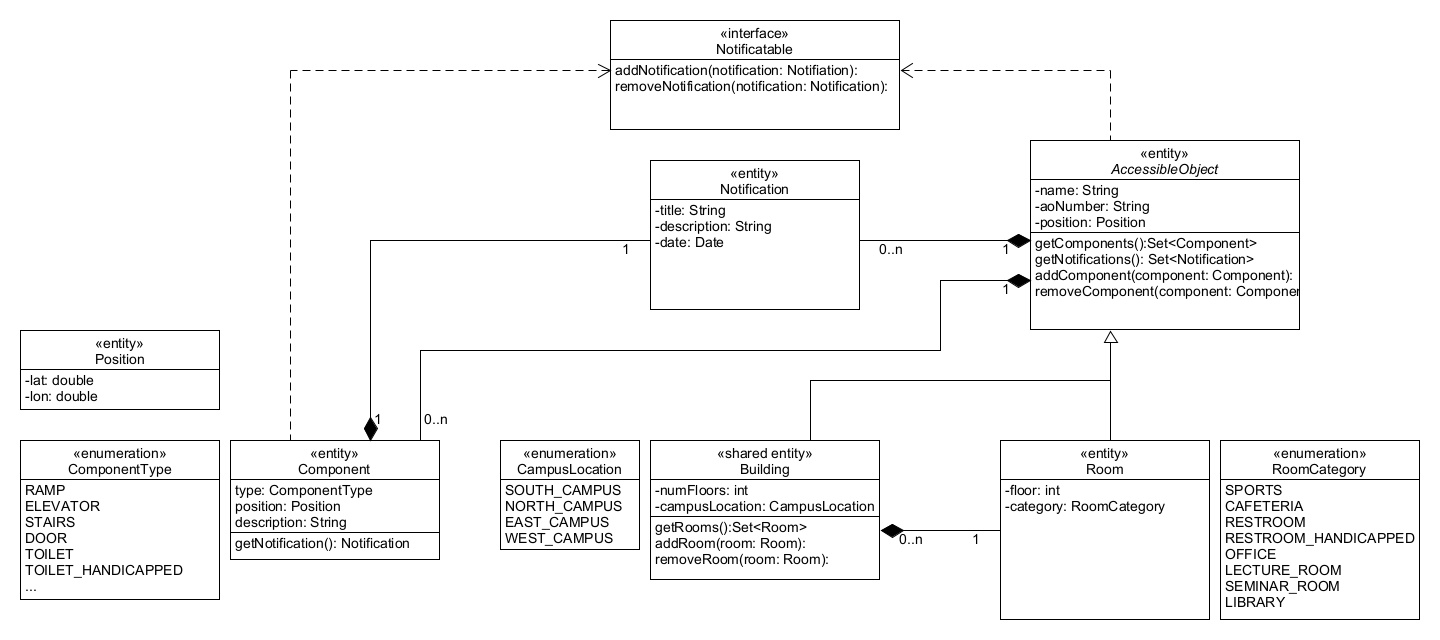 «interface»
Notificatable
addNotification(notification: Notifiation):
removeNotification(notification: Notification):
«entity»
AccessibleObject
-name: String
-aoNumber: String
-position: Position
getComponents():Set<Component>
getNotifications(): Set<Notification>
addComponent(component: Component):
removeComponent(component: Componer
«entity»
Notification
-title: String
-description: String
-date: Date
1
0..n
1
1
«entity»
Position
-lat: double
-lon: double
1
0..n
«enumeration»
ComponentType
RAMP
ELEVATOR
STAIRS
DOOR
TOILET
TOILET_HANDICAPPED
...
«entity»
Component
type: ComponentType
position: Position
description: String
getNotification(): Notification
«enumeration»
CampusLocation
SOUTH_CAMPUS
NORTH_CAMPUS
EAST_CAMPUS
WEST_CAMPUS
«shared entity»
Building
-numFloors: int
-campusLocation: CampusLocation
getRooms():Set<Room>
addRoom(room: Room):
removeRoom(room: Room):
0..n
1
«entity»
Room
-floor: int
-category: RoomCategory
«enumeration»
RoomCategory
SPORTS
CAFETERIA
RESTROOM
RESTROOM_HANDICAPPED
OFFICE
LECTURE_ROOM
SEMINAR_ROOM
LIBRARY